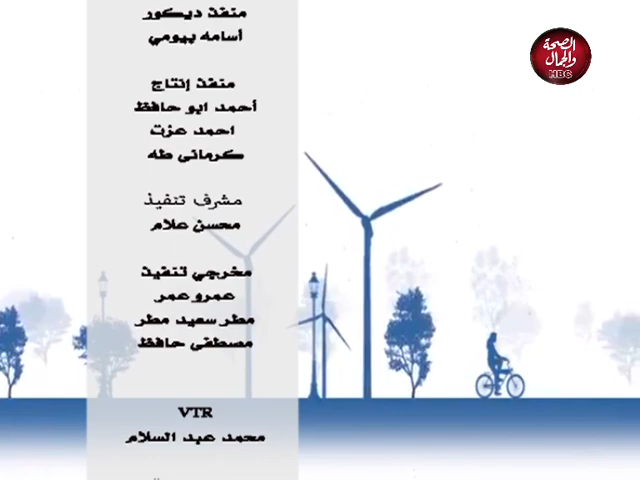 منفذ ديكور
أسامه بيومي
منفذ إنتاج
أحمد ابو حافظ
احمد عزت
كرمانى طه
مشرف تنفيذ
محسن علام
مخرجي تنفيذ
عمرو عمر
مطر سعيد مطر
مصطفى حافظ
VTR
محمد عبد السلام
الصحة
والجمال
HBC